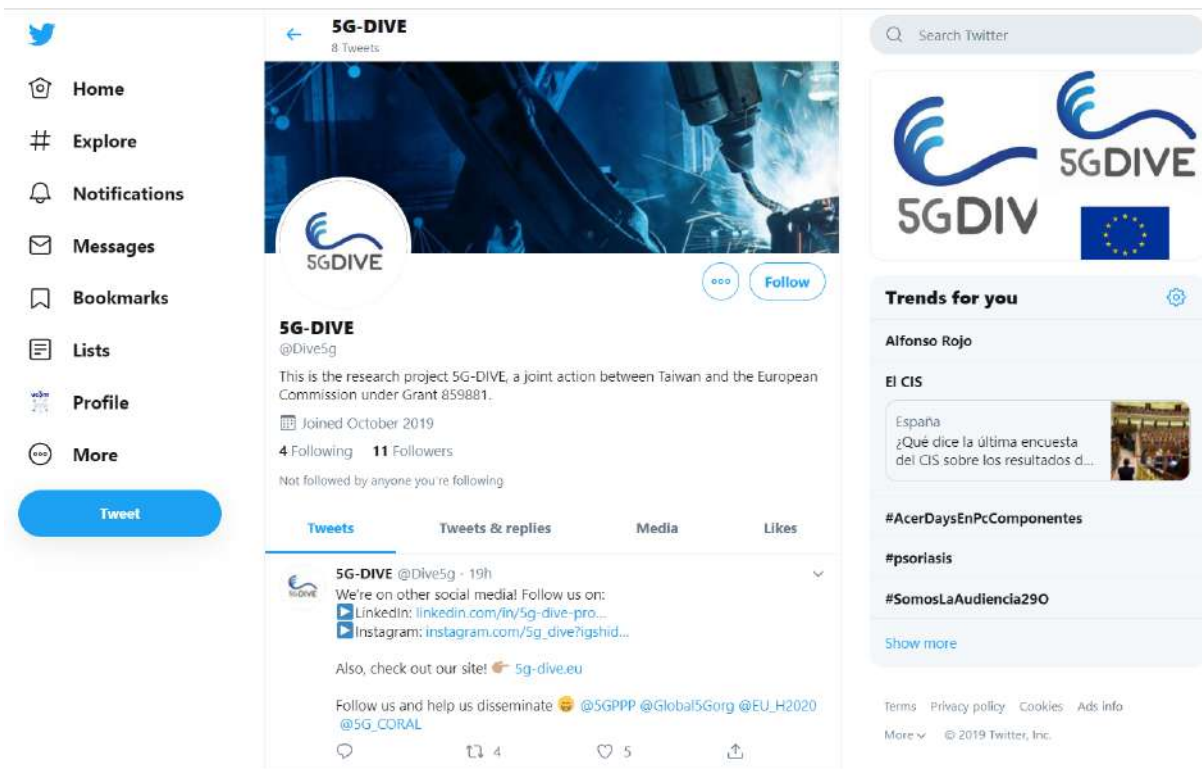 Home
Explore
Notifications
Messages
Bookmarks
Lists
Profile
More
Tweet
5G-DIVE
8 Tweets
5GDIVE
Follow
5G-DIVE
@Dive5g
This is the research project 5G-DIVE, a joint action between Taiwan and the European
Commission under Grant 859881.
Joined October 2019
4 Following 11 Followers
Not followed by anyone you're following
Tweets Tweets & replies Media Likes
5GDIVE
5G-DIVE @Dive5g · 19h
We're on other social media! Follow us on:
LinkedIn: linkedin.com/in/5g-dive-pro...
Instagram: instagram.com/5g_dive?igshid...
Also, check out our site! 5g-dive.eu
Follow us and help us disseminate @5GPPP @Global5Gorg @EU_H2020
@5G_CORAL
4 5
Search Twitter
5GDIV
5GDIVE
Trends for you
Alfonso Rojo
El CIS
España
¿Qué dice la última encuesta
del CIS sobre los resultados d...
#AcerDaysEnPcComponentes
#psoriasis
#SomosLaAudiencia29O
Show more
Terms Privacy policy Cookies Ads info
More © 2019 Twitter, Inc.